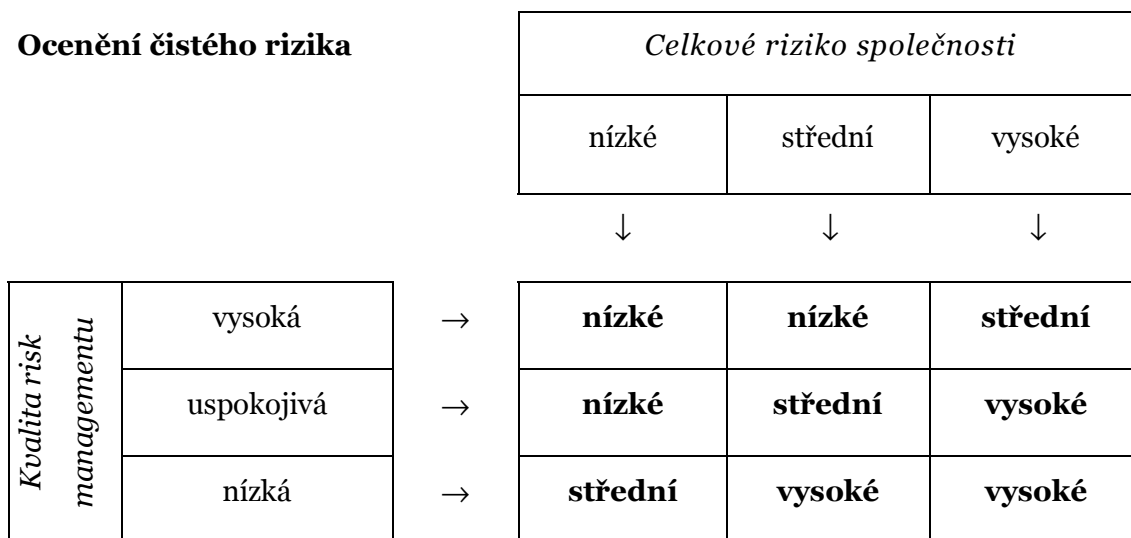 Ocenění čistého rizika
Celkové riziko společnosti
nízké střední vysoké
↓ ↓ ↓
Kvalita risk
managementu
vysoká → nízké nízké střední
uspokojivá → nízké střední vysoké
nízká → střední vysoké vysoké